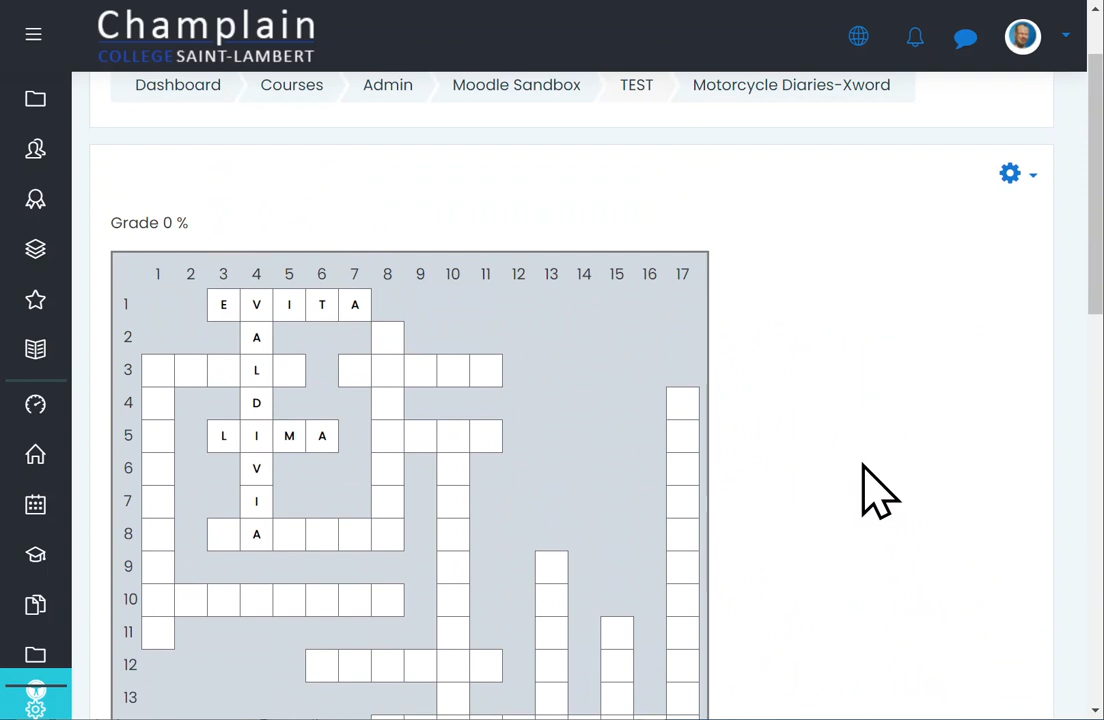 Champlain
COLLEGE SAINT-LAMBERT
Dashboard Courses Admin Moodle Sandbox TEST Motorcycle Diaries-Xword
Grade 0 %
1 2 3 4 5 6 7 8 9 10 11 12 13 14 15 16 17
1 E V I T A
2 A
3 L
4 D
5 L I M A
6 V
7 I
8 A
9
10
11
12
13